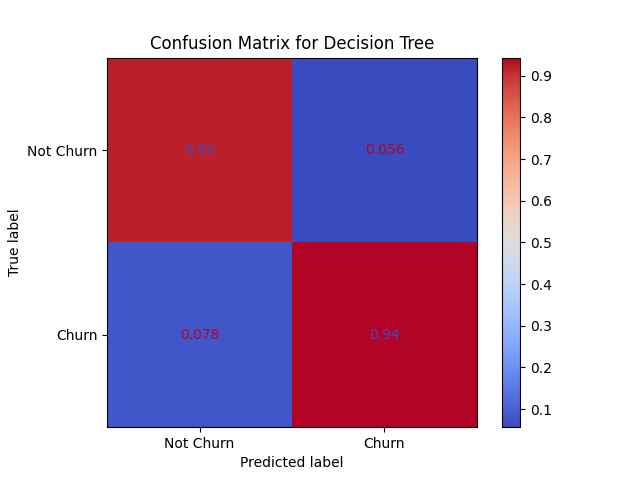 Confusion Matrix for Decision Tree
True label
Not Churn
Churn
0.92
0.056
0.078
0.94
Not Churn
Churn
Predicted label
0.9
0.8
0.7
0.6
0.5
0.4
0.3
0.2
0.1